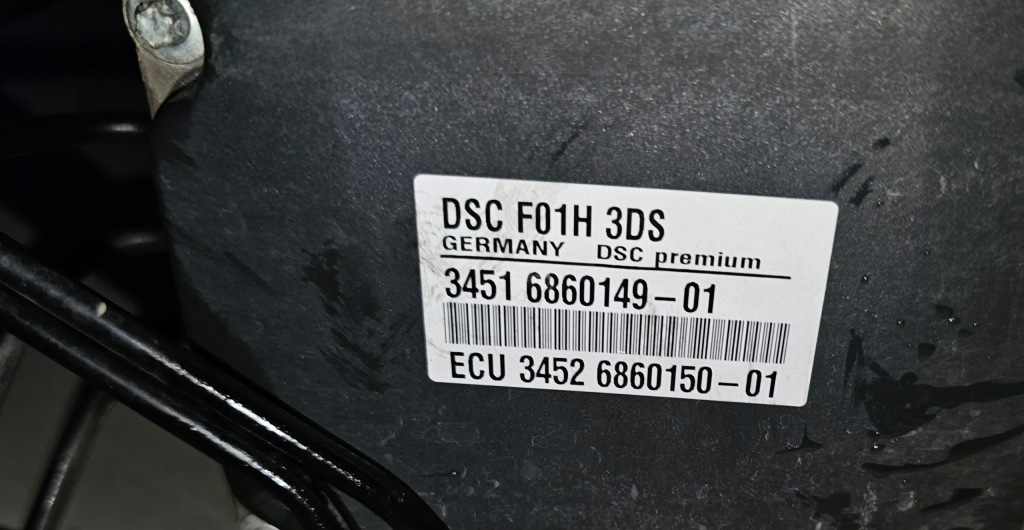 DSC F01H 3DS
GERMANY DSC premium
3451 6860149-01
ECU 3452 6860150-01